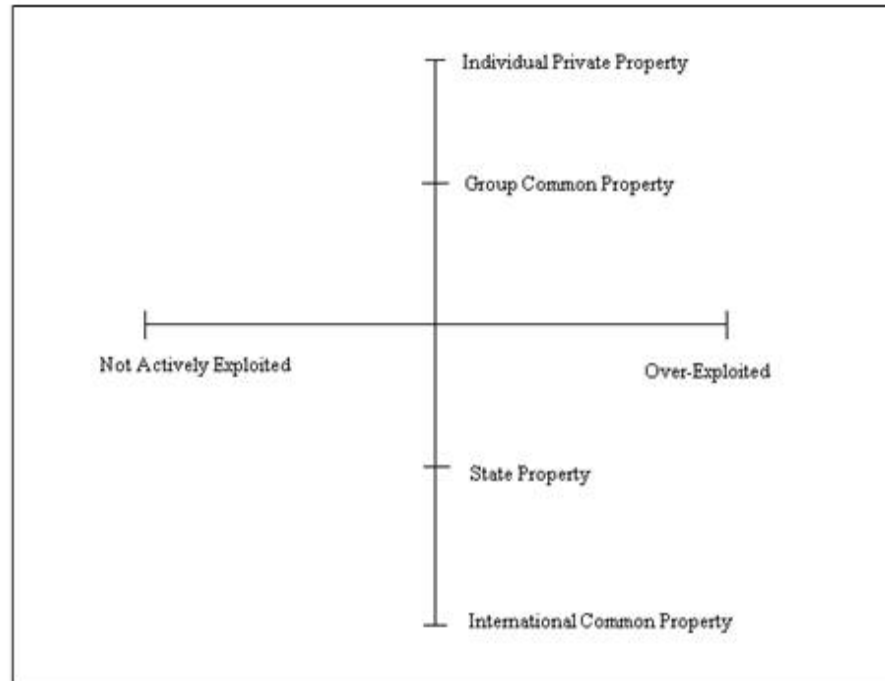 Individual Private Property
Group Common Property
Not Actively Exploited
Over-Exploited
State Property
International Common Property